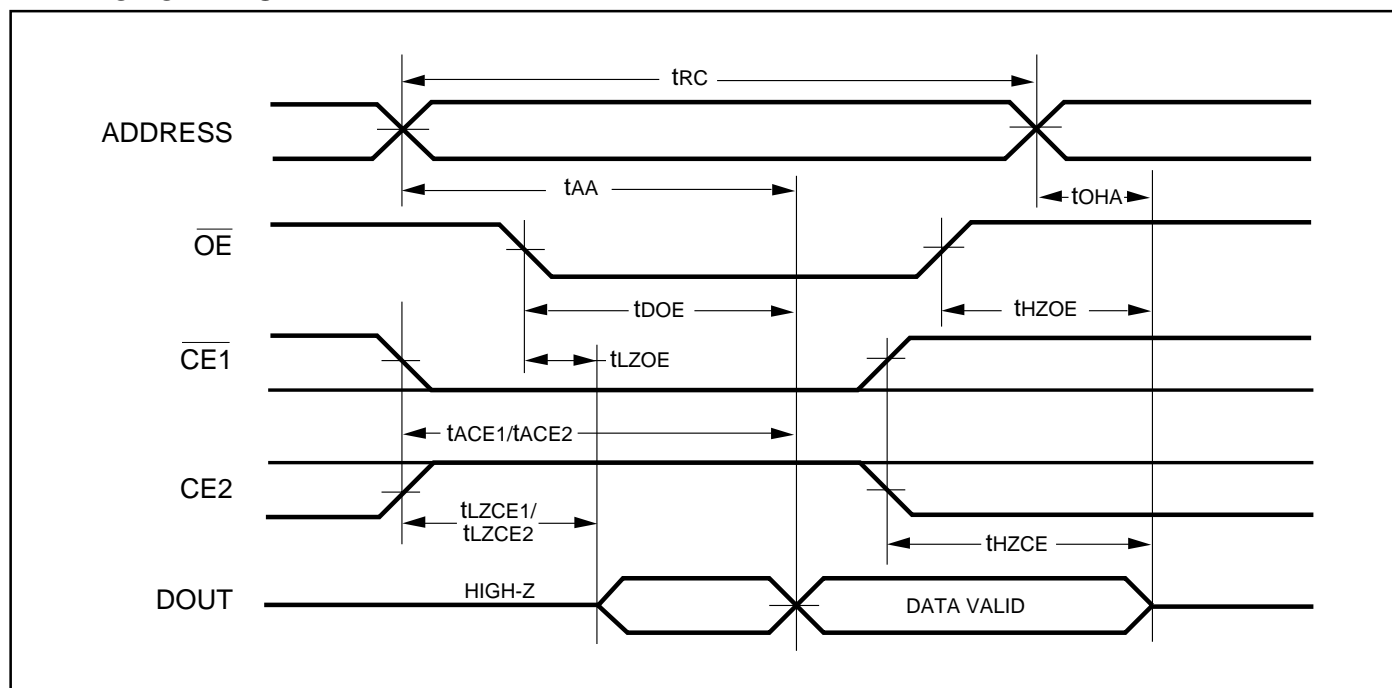 tRC
ADDRESS
tAA
tOHA
OE
tDOE
tHZOE
CE1
tLZOE
tACE1/tACE2
CE2
tLZCE1/
tLZCE2
tHZCE
DOUT
HIGH-Z
DATA VALID